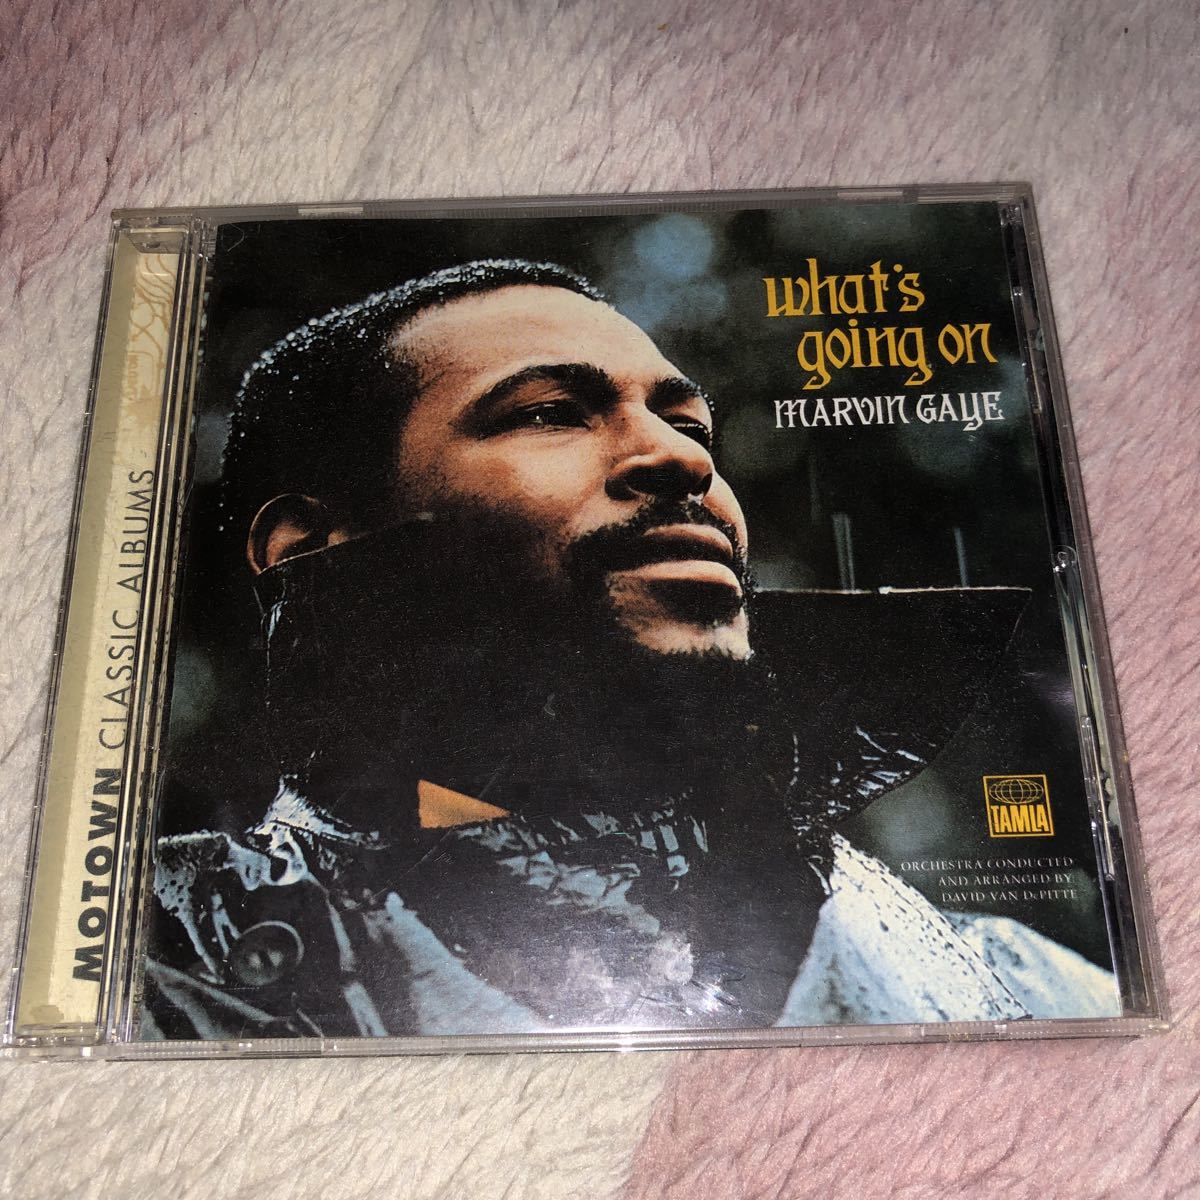 what's
going on
MARVIN GAYE
MOTOWN CLASSIC ALBUMS
TAMLA
ORCHESTRA CONDUCTED
AND ARRANGED BY:
DAVID VAN DePITTE